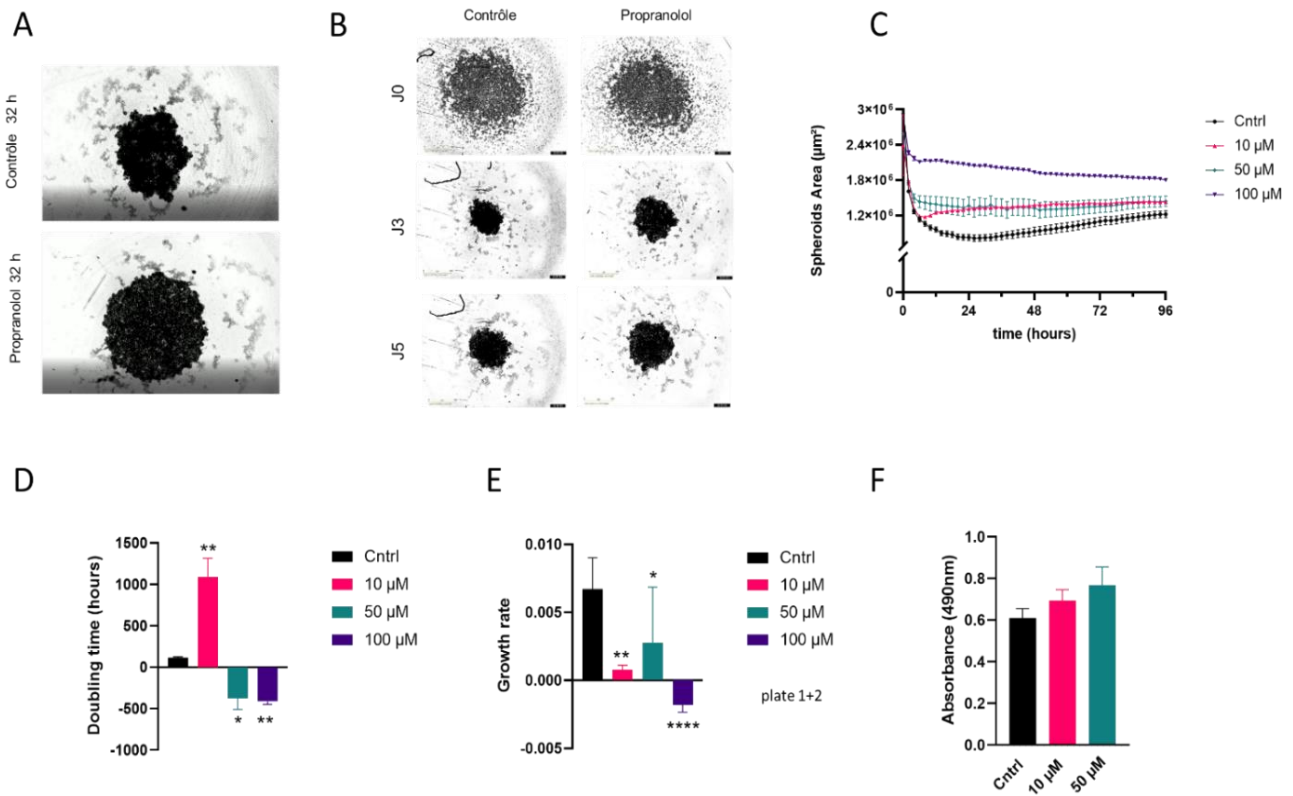 A
Contrôle 32 h
Propranolol 32 h
B
Contrôle Propranolol
J0
J3
J5
C
Spheroids Area (µm²)
3×10⁶
2.4×10⁶
1.8×10⁶
1.2×10⁶
0
0 24 48 72 96
time (hours)
Cntrl
10 µM
50 µM
100 µM
D
Doubling time (hours)
1500
1000
500
0
-500
-1000
**
* **
Cntrl
10 µM
50 µM
100 µM
E
Growth rate
0.010
0.005
0.000
-0.005
**
*
****
Cntrl
10 µM
50 µM
100 µM
plate 1+2
F
Absorbance (490nm)
1.0
0.8
0.6
0.4
0.2
0.0
Cntrl
10 µM
50 µM